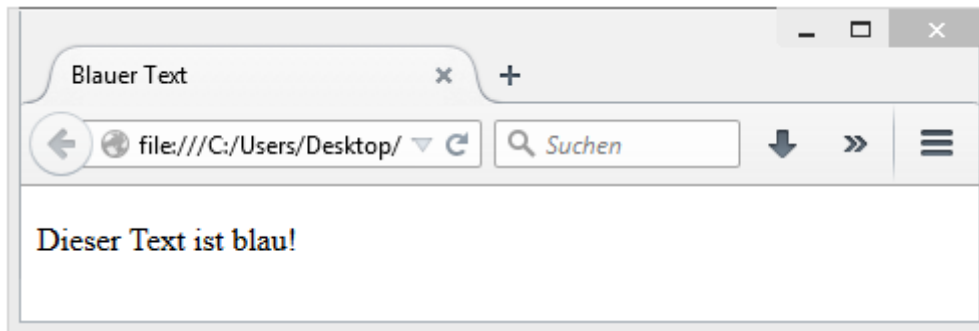 Blauer Text
file:///C:/Users/Desktop/
Suchen
Dieser Text ist blau!